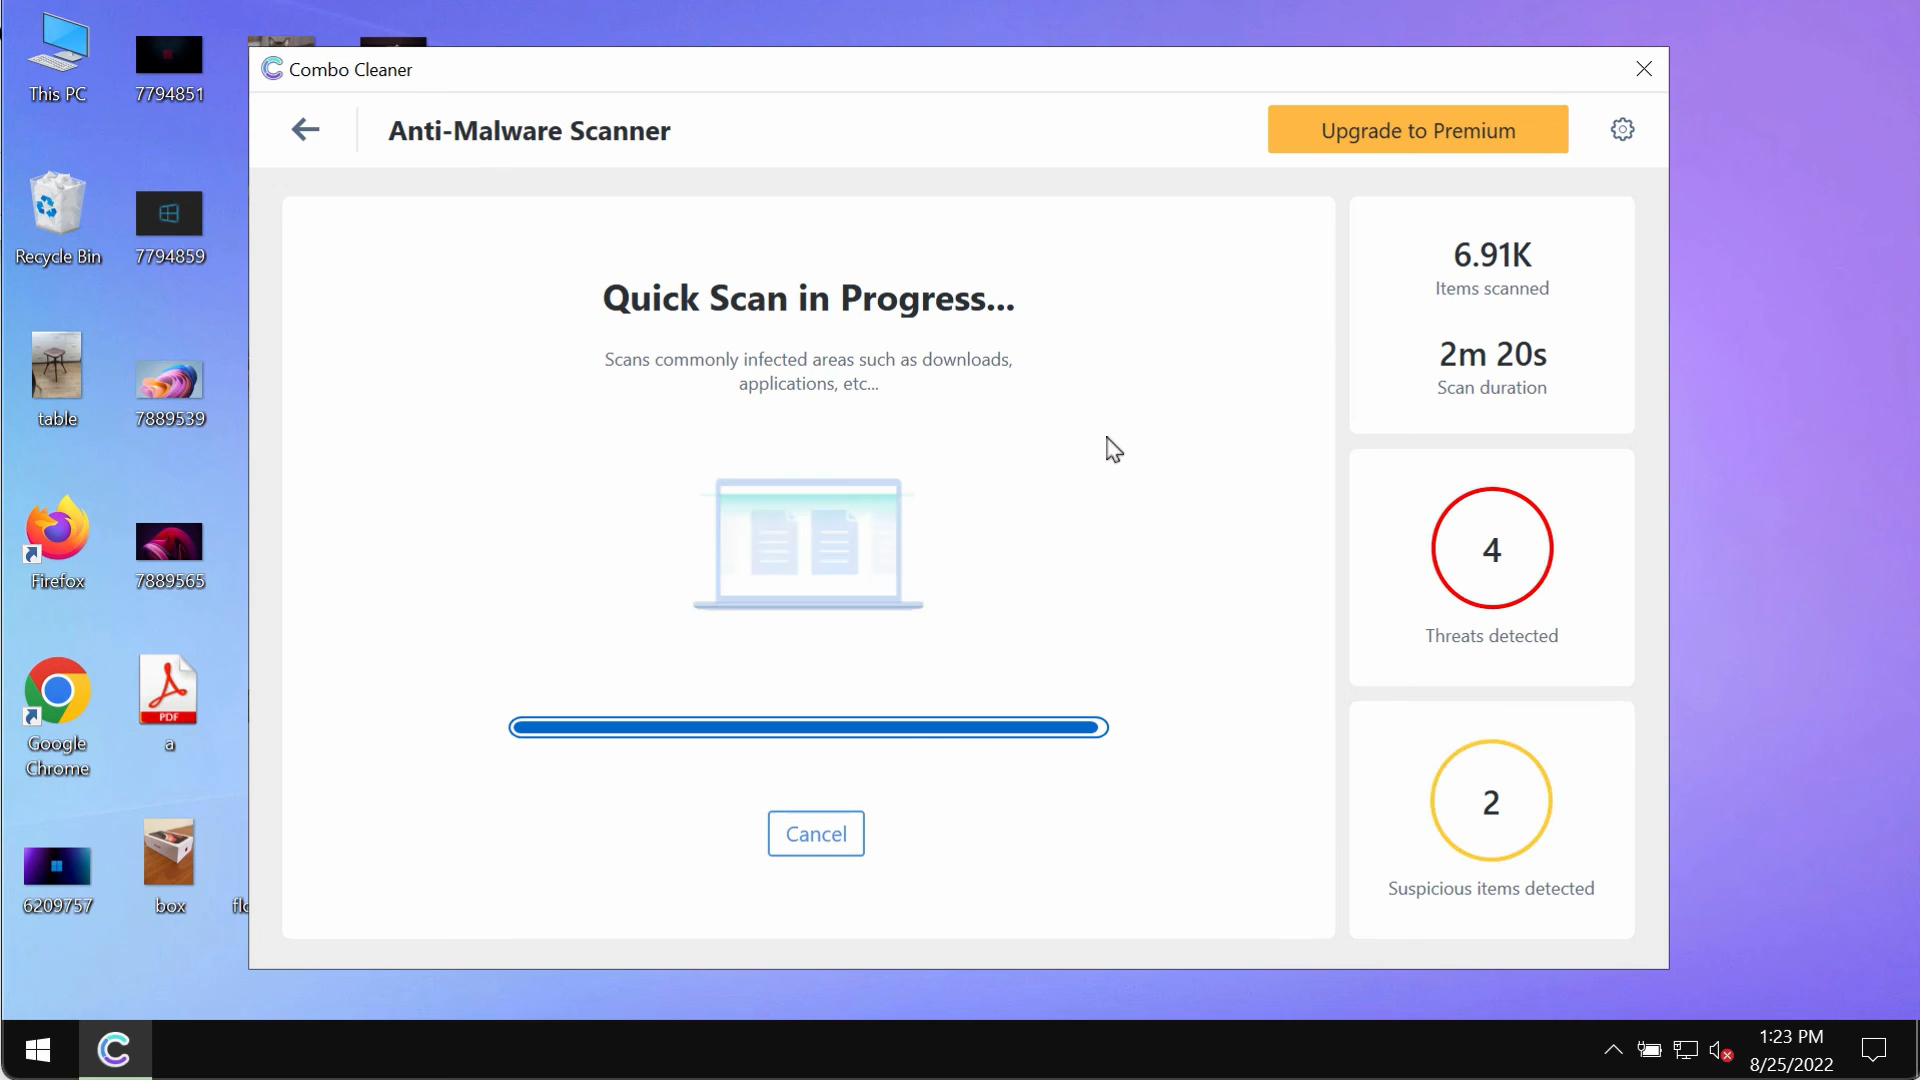 This PC
7794851
Recycle Bin
7794859
table
7889539
Firefox
7889565
Google
Chrome
PDF
a
6209757
box
Combo Cleaner
Anti-Malware Scanner
Upgrade to Premium
Quick Scan in Progress...
Scans commonly infected areas such as downloads,
applications, etc...
Cancel
6.91K
Items scanned
2m 20s
Scan duration
4
Threats detected
2
Suspicious items detected
1:23 PM
8/25/2022